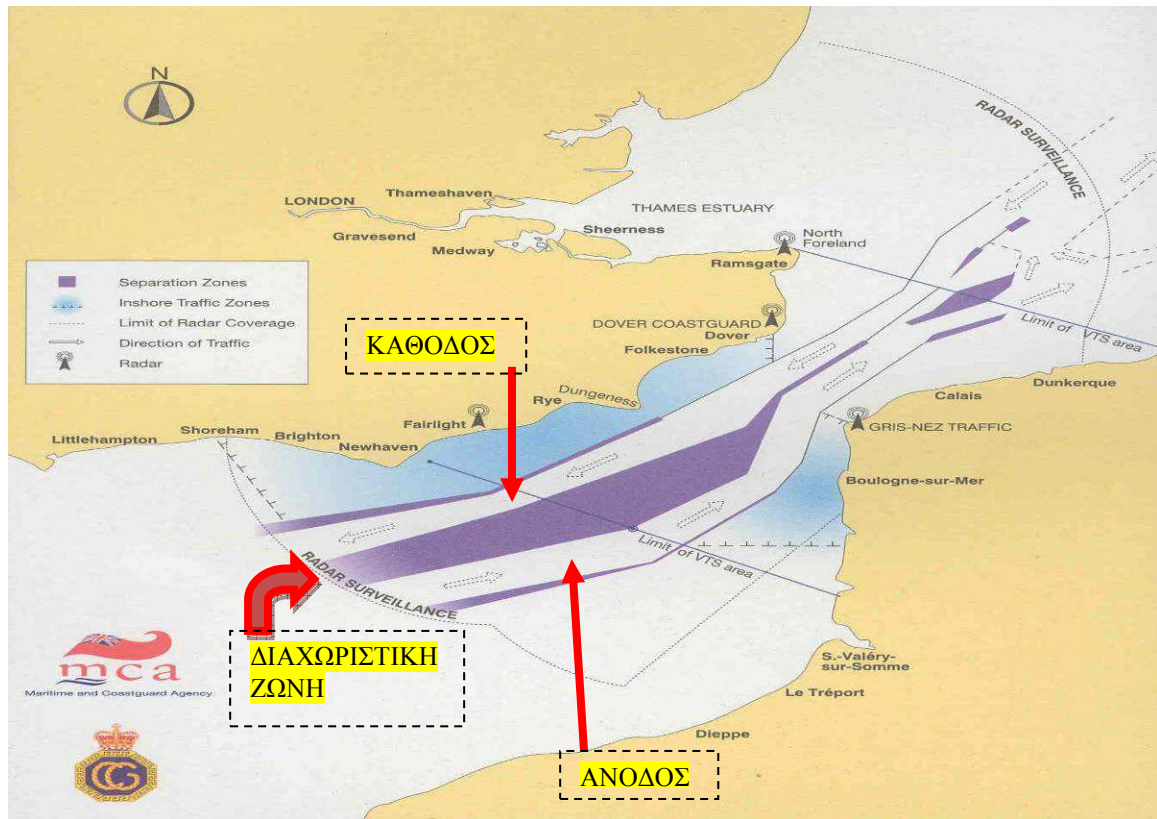 N
RADAR SURVEILLANCE
Thameshaven
LONDON
THAMES ESTUARY
Gravesend
Sheerness
Medway
North
Foreland
Ramsgate
Separation Zones
Inshore Traffic Zones
Limit of Radar Coverage
Direction of Traffic
Radar
ΚΑΘΟΔΟΣ
DOVER COASTGUARD
Dover
Folkestone
Limit of VTS area
Dunkerque
Calais
Dungeness
Rye
Fairlight
GRIS-NEZ TRAFFIC
Shoreham
Littlehampton
Brighton
Newhaven
Boulogne-sur-Mer
Limit of VTS area
RADAR SURVEILLANCE
mca
Maritime and Coastguard Agency
ΔΙΑΧΩΡΙΣΤΙΚΗ
ΖΩΝΗ
S.-Valéry-
sur-Somme
Le Tréport
Dieppe
ΑΝΟΔΟΣ
CG